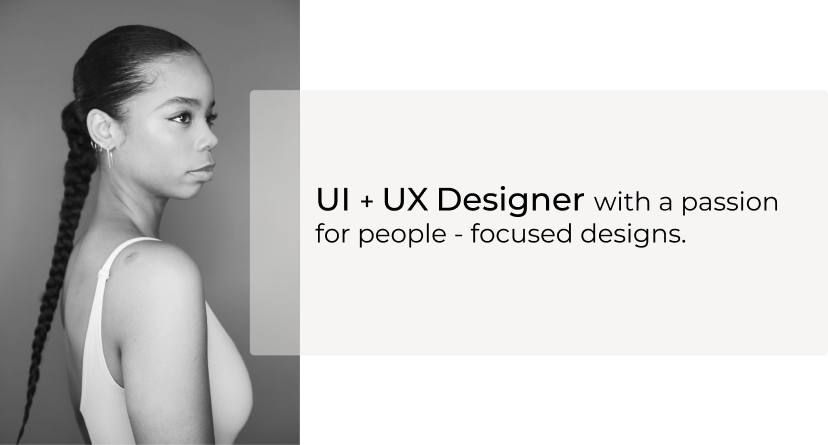 UI + UX Designer with a passion
for people - focused designs.